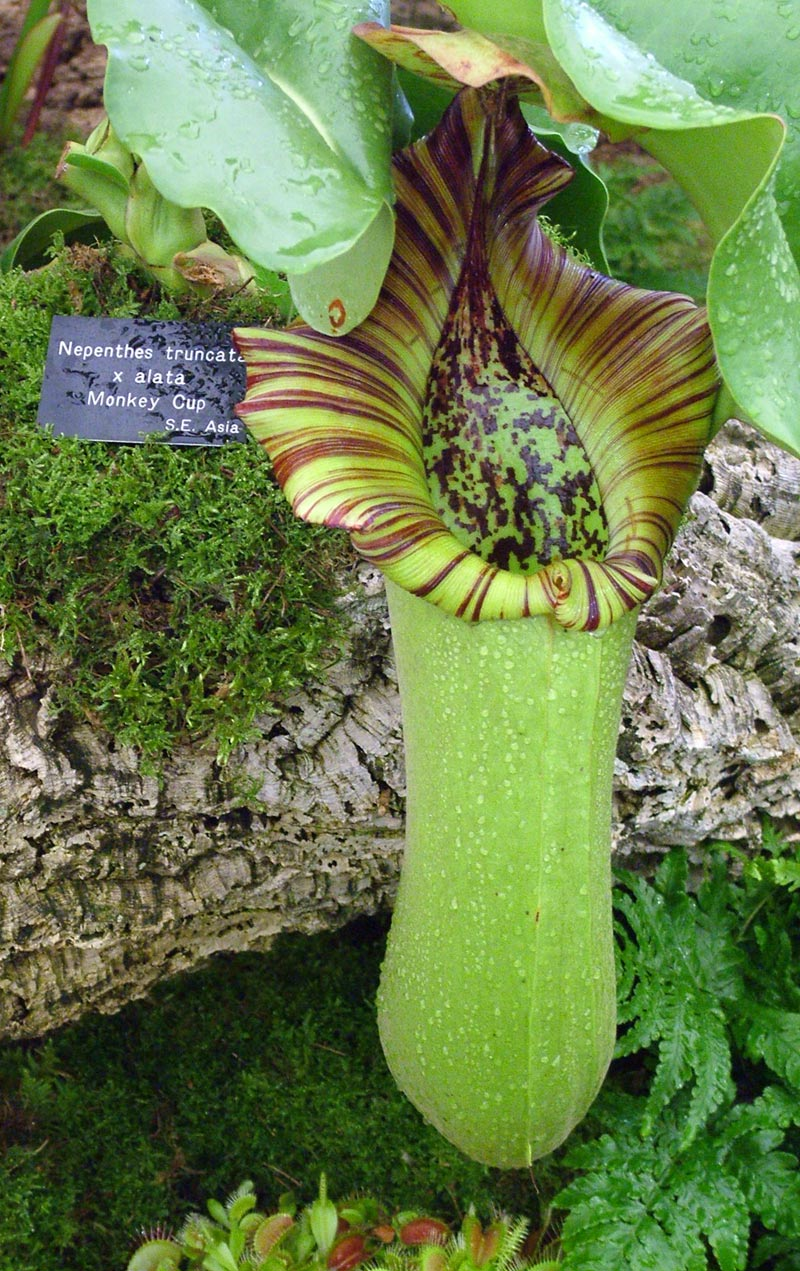 Nepenthes truncata
x alata
Monkey Cup
S.E. Asia